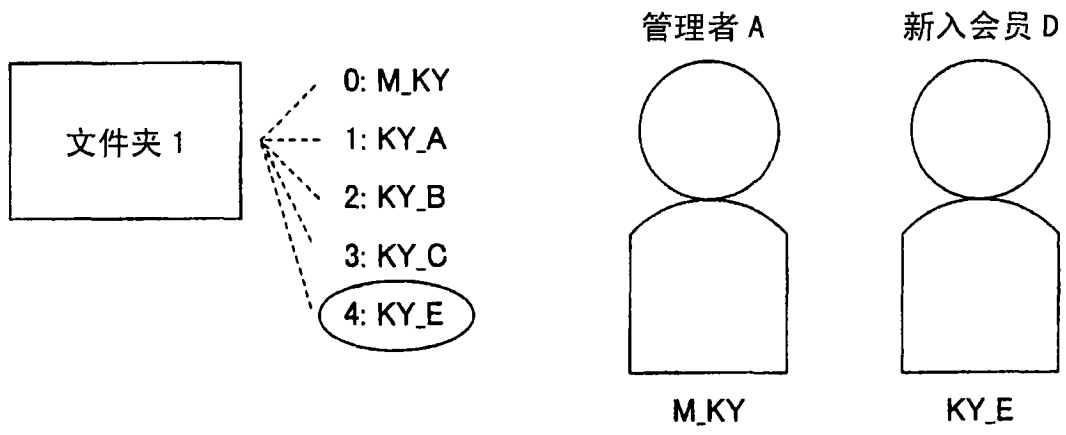 管理者 A
新入会员 D
文件夹 1
0: M_KY
1: KY_A
2: KY_B
3: KY_C
4: KY_E
M_KY
KY_E